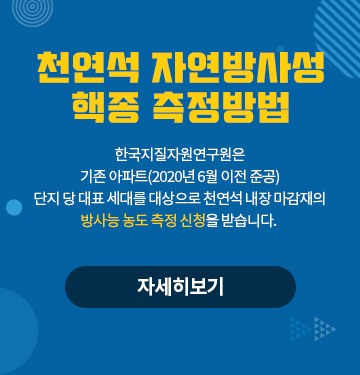 천연석 자연방사성
핵종 측정방법
한국지질자원연구원은
기존 아파트(2020년 6월 이전 준공)
단지 당 대표 세대를 대상으로 천연석 내장 마감재의
방사능 농도 측정 신청을 받습니다.
자세히보기